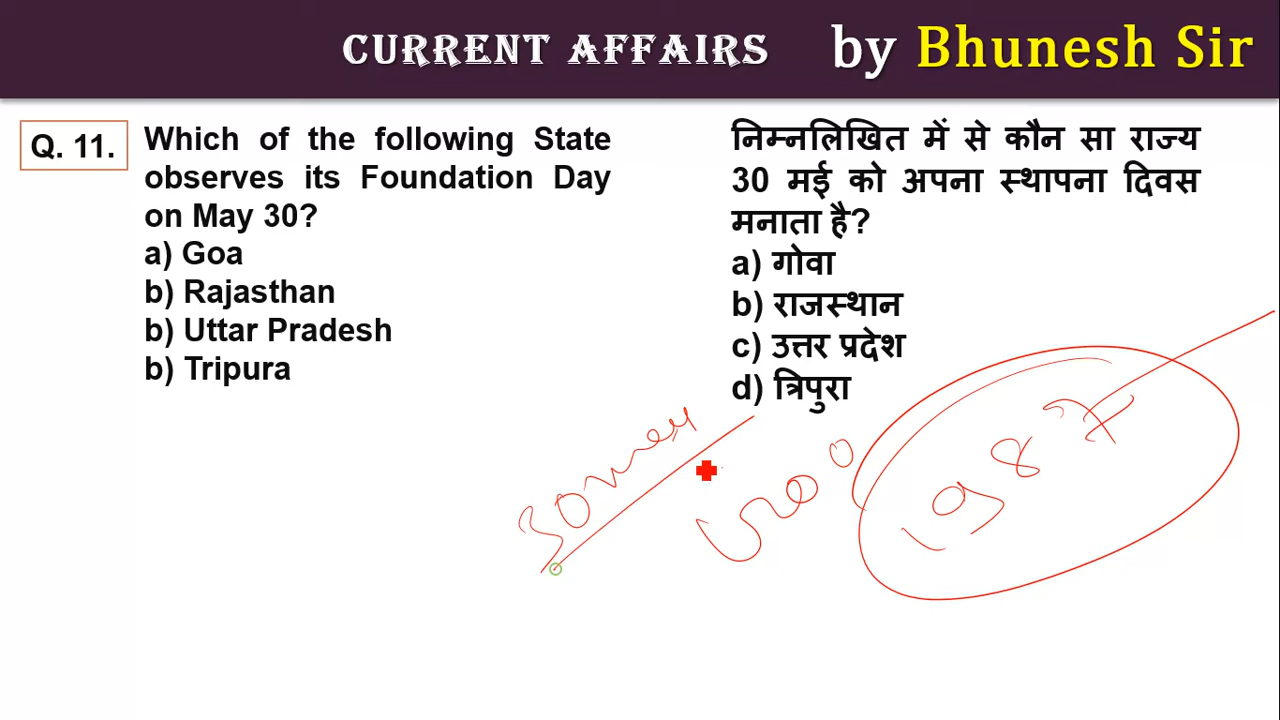 CURRENT AFFAIRS by Bhunesh Sir
Q. 11.
Which of the following State
observes its Foundation Day
on May 30?
a) Goa
b) Rajasthan
b) Uttar Pradesh
b) Tripura
निम्नलिखित में से कौन सा राज्य
30 मई को अपना स्थापना दिवस
मनाता है?
a) गोवा
b) राजस्थान
c) उत्तर प्रदेश
d) त्रिपुरा
30 मई
1987